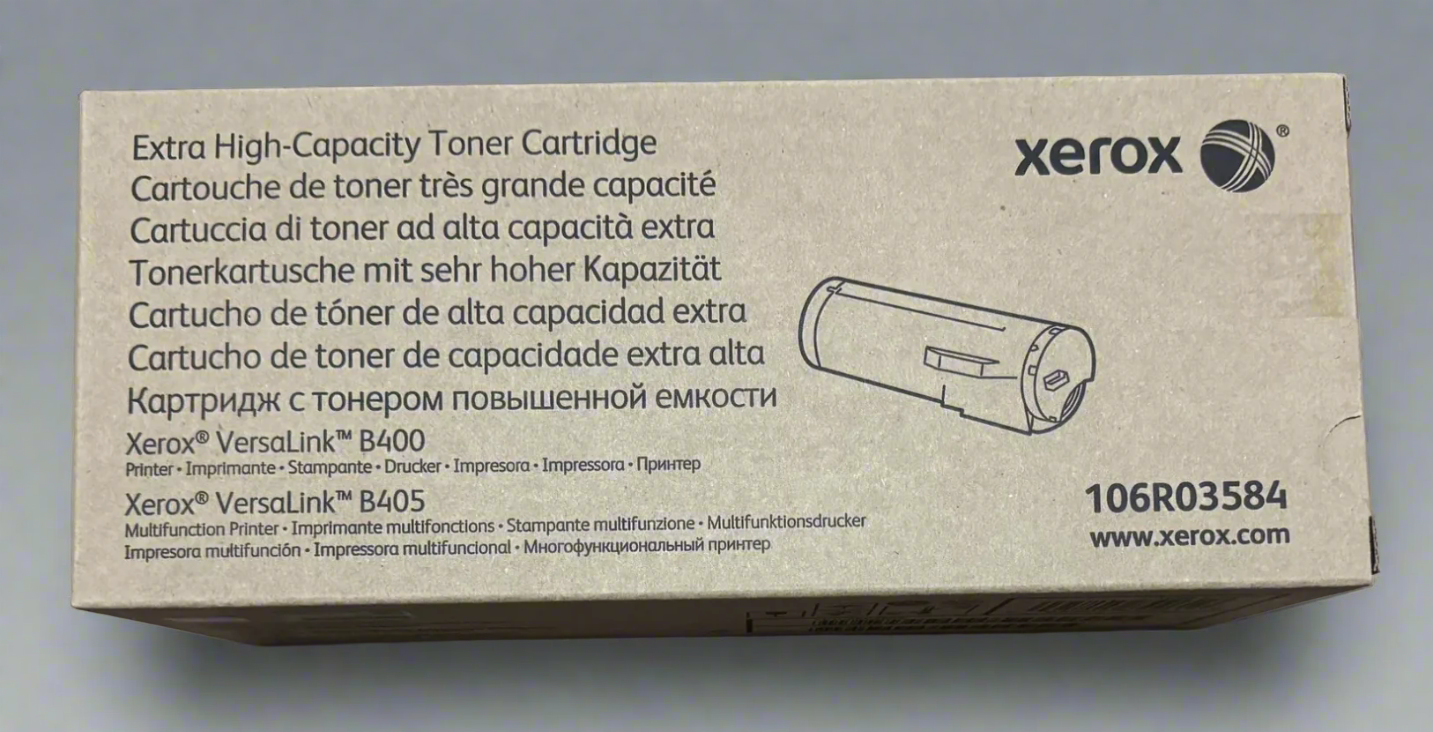 Extra High-Capacity Toner Cartridge
Cartouche de toner très grande capacité
Cartuccia di toner ad alta capacità extra
Tonerkartusche mit sehr hoher Kapazität
Cartucho de tóner de alta capacidad extra
Cartucho de toner de capacidade extra alta
Картридж с тонером повышенной емкости
Xerox® VersaLink™ B400
Printer • Imprimante • Stampante • Drucker • Impresora • Impressora • Принтер
Xerox® VersaLink™ B405
Multifunction Printer • Imprimante multifonctions • Stampante multifunzione • Multifunktionsdrucker
Impresora multifunción • Impressora multifuncional • Многофункциональный принтер
xerox ®
106R03584
www.xerox.com